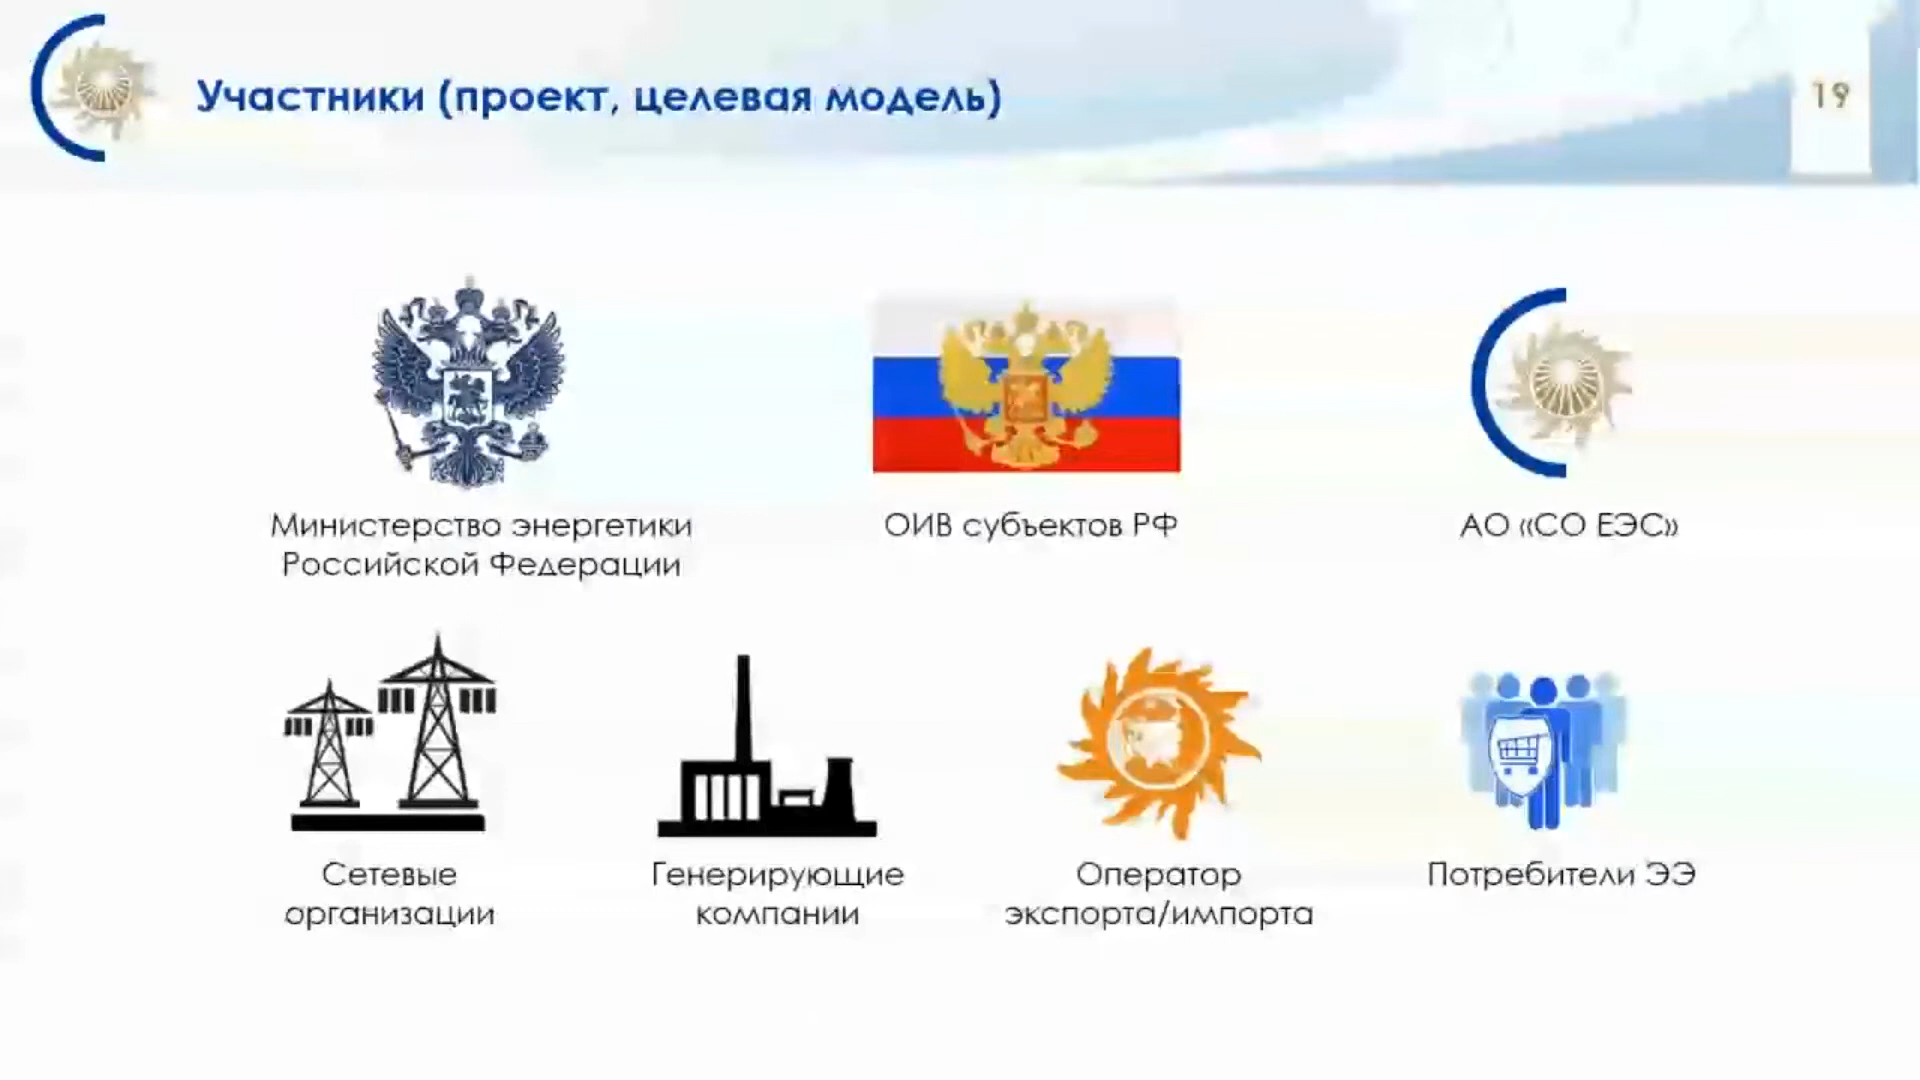 Участники (проект, целевая модель)
19
Министерство энергетики
Российской Федерации
ОИВ субъектов РФ
АО «СО ЕЭС»
Сетевые
организации
Генерирующие
компании
Оператор
экспорта/импорта
Потребители ЭЭ